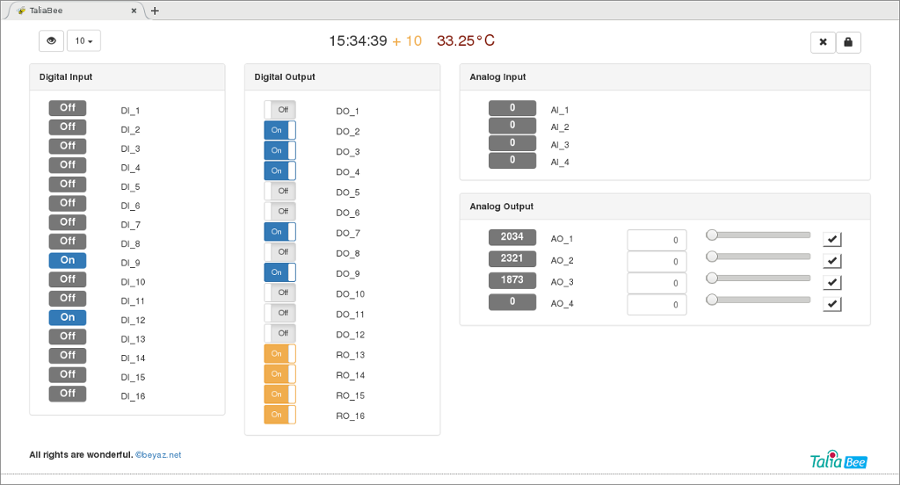 TaliaBee
10
15:34:39 + 10 33.25°C
Digital Input
Off DI_1
Off DI_2
Off DI_3
Off DI_4
Off DI_5
Off DI_6
Off DI_7
Off DI_8
On DI_9
Off DI_10
Off DI_11
On DI_12
Off DI_13
Off DI_14
Off DI_15
Off DI_16
Digital Output
Off DO_1
On DO_2
On DO_3
On DO_4
Off DO_5
Off DO_6
On DO_7
Off DO_8
On DO_9
Off DO_10
Off DO_11
Off DO_12
On RO_13
On RO_14
On RO_15
On RO_16
Analog Input
0 AI_1
0 AI_2
0 AI_3
0 AI_4
Analog Output
2034 AO_1 0
2321 AO_2 0
1873 AO_3 0
0 AO_4 0
All rights are wonderful. ©beyaz.net
Talia Bee